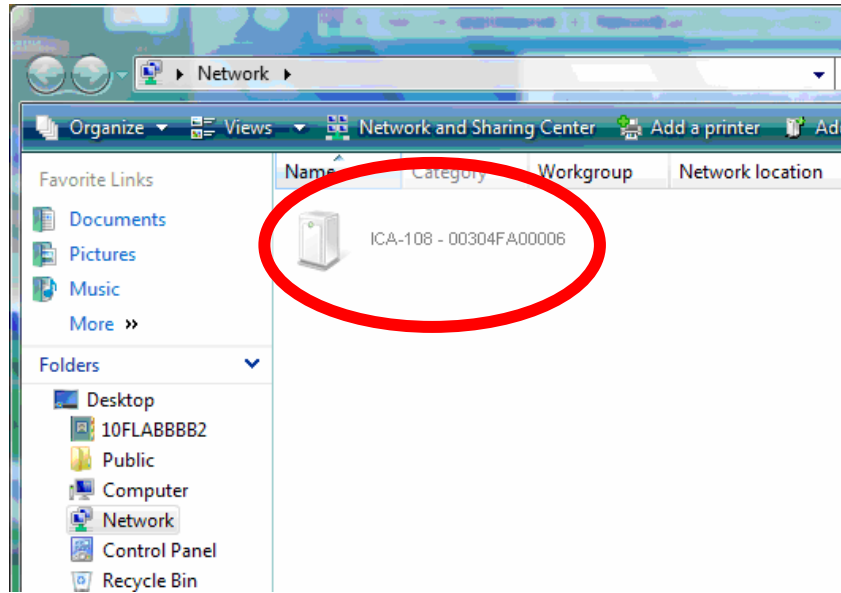 Network
Organize Views Network and Sharing Center Add a printer
Favorite Links
Name Category Workgroup Network location
Documents
ICA-108 - 00304FA00006
Pictures
Music
More »
Folders
Desktop
10FLABBBB2
Public
Computer
Network
Control Panel
Recycle Bin